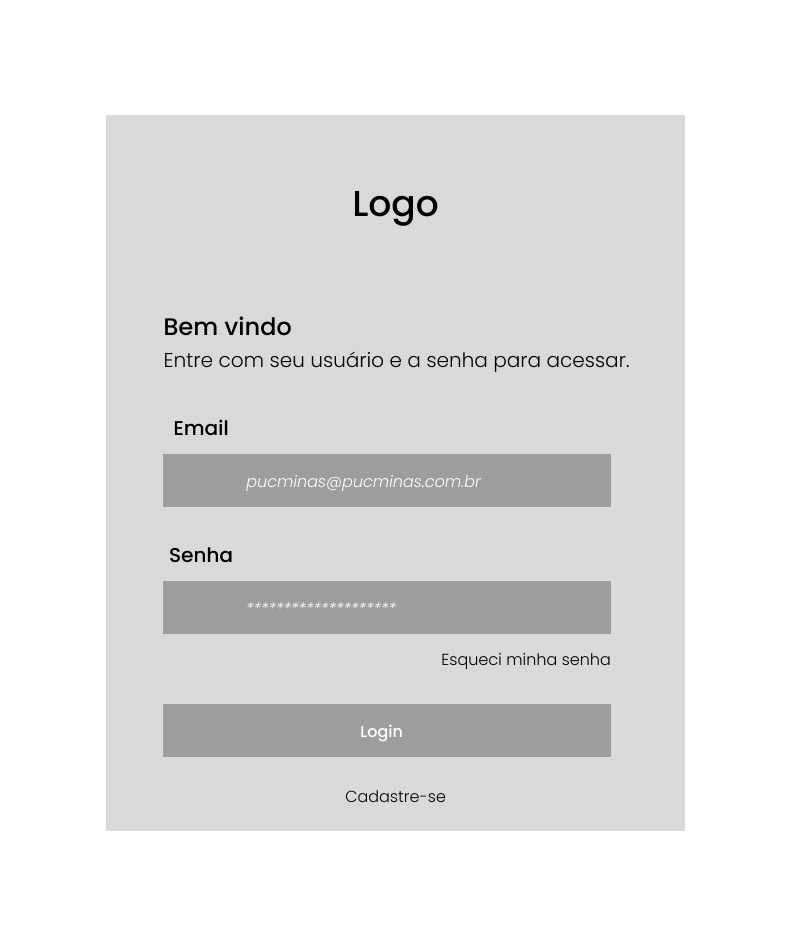 Logo
Bem vindo
Entre com seu usuário e a senha para acessar.
Email
pucminas@pucminas.com.br
Senha
********************
Esqueci minha senha
Login
Cadastre-se